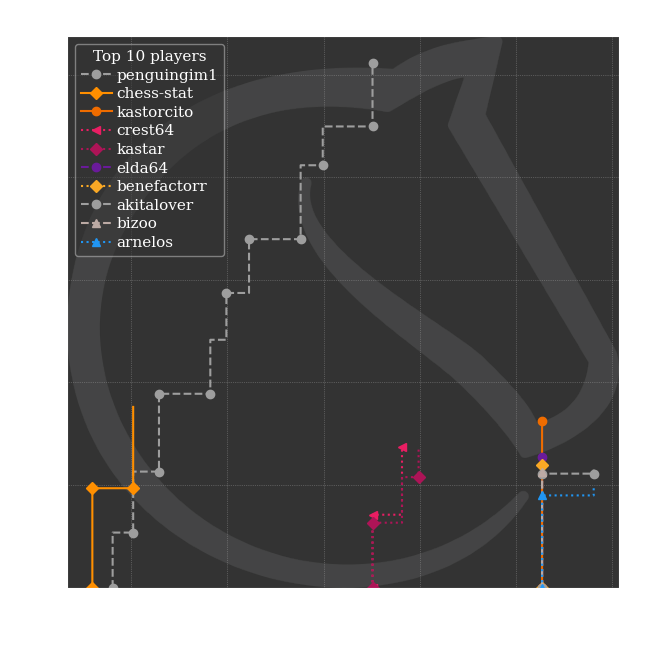 Top 10 players
penguingim1
chess-stat
kastorcito
crest64
kastar
elda64
benefactorr
akitalover
bizoo
arnelos